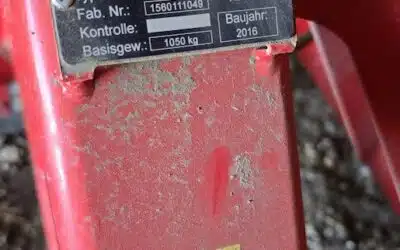 Fab. Nr.: 1560111049
Kontrolle: Baujahr:
Basisgew.: 1050 kg 2016